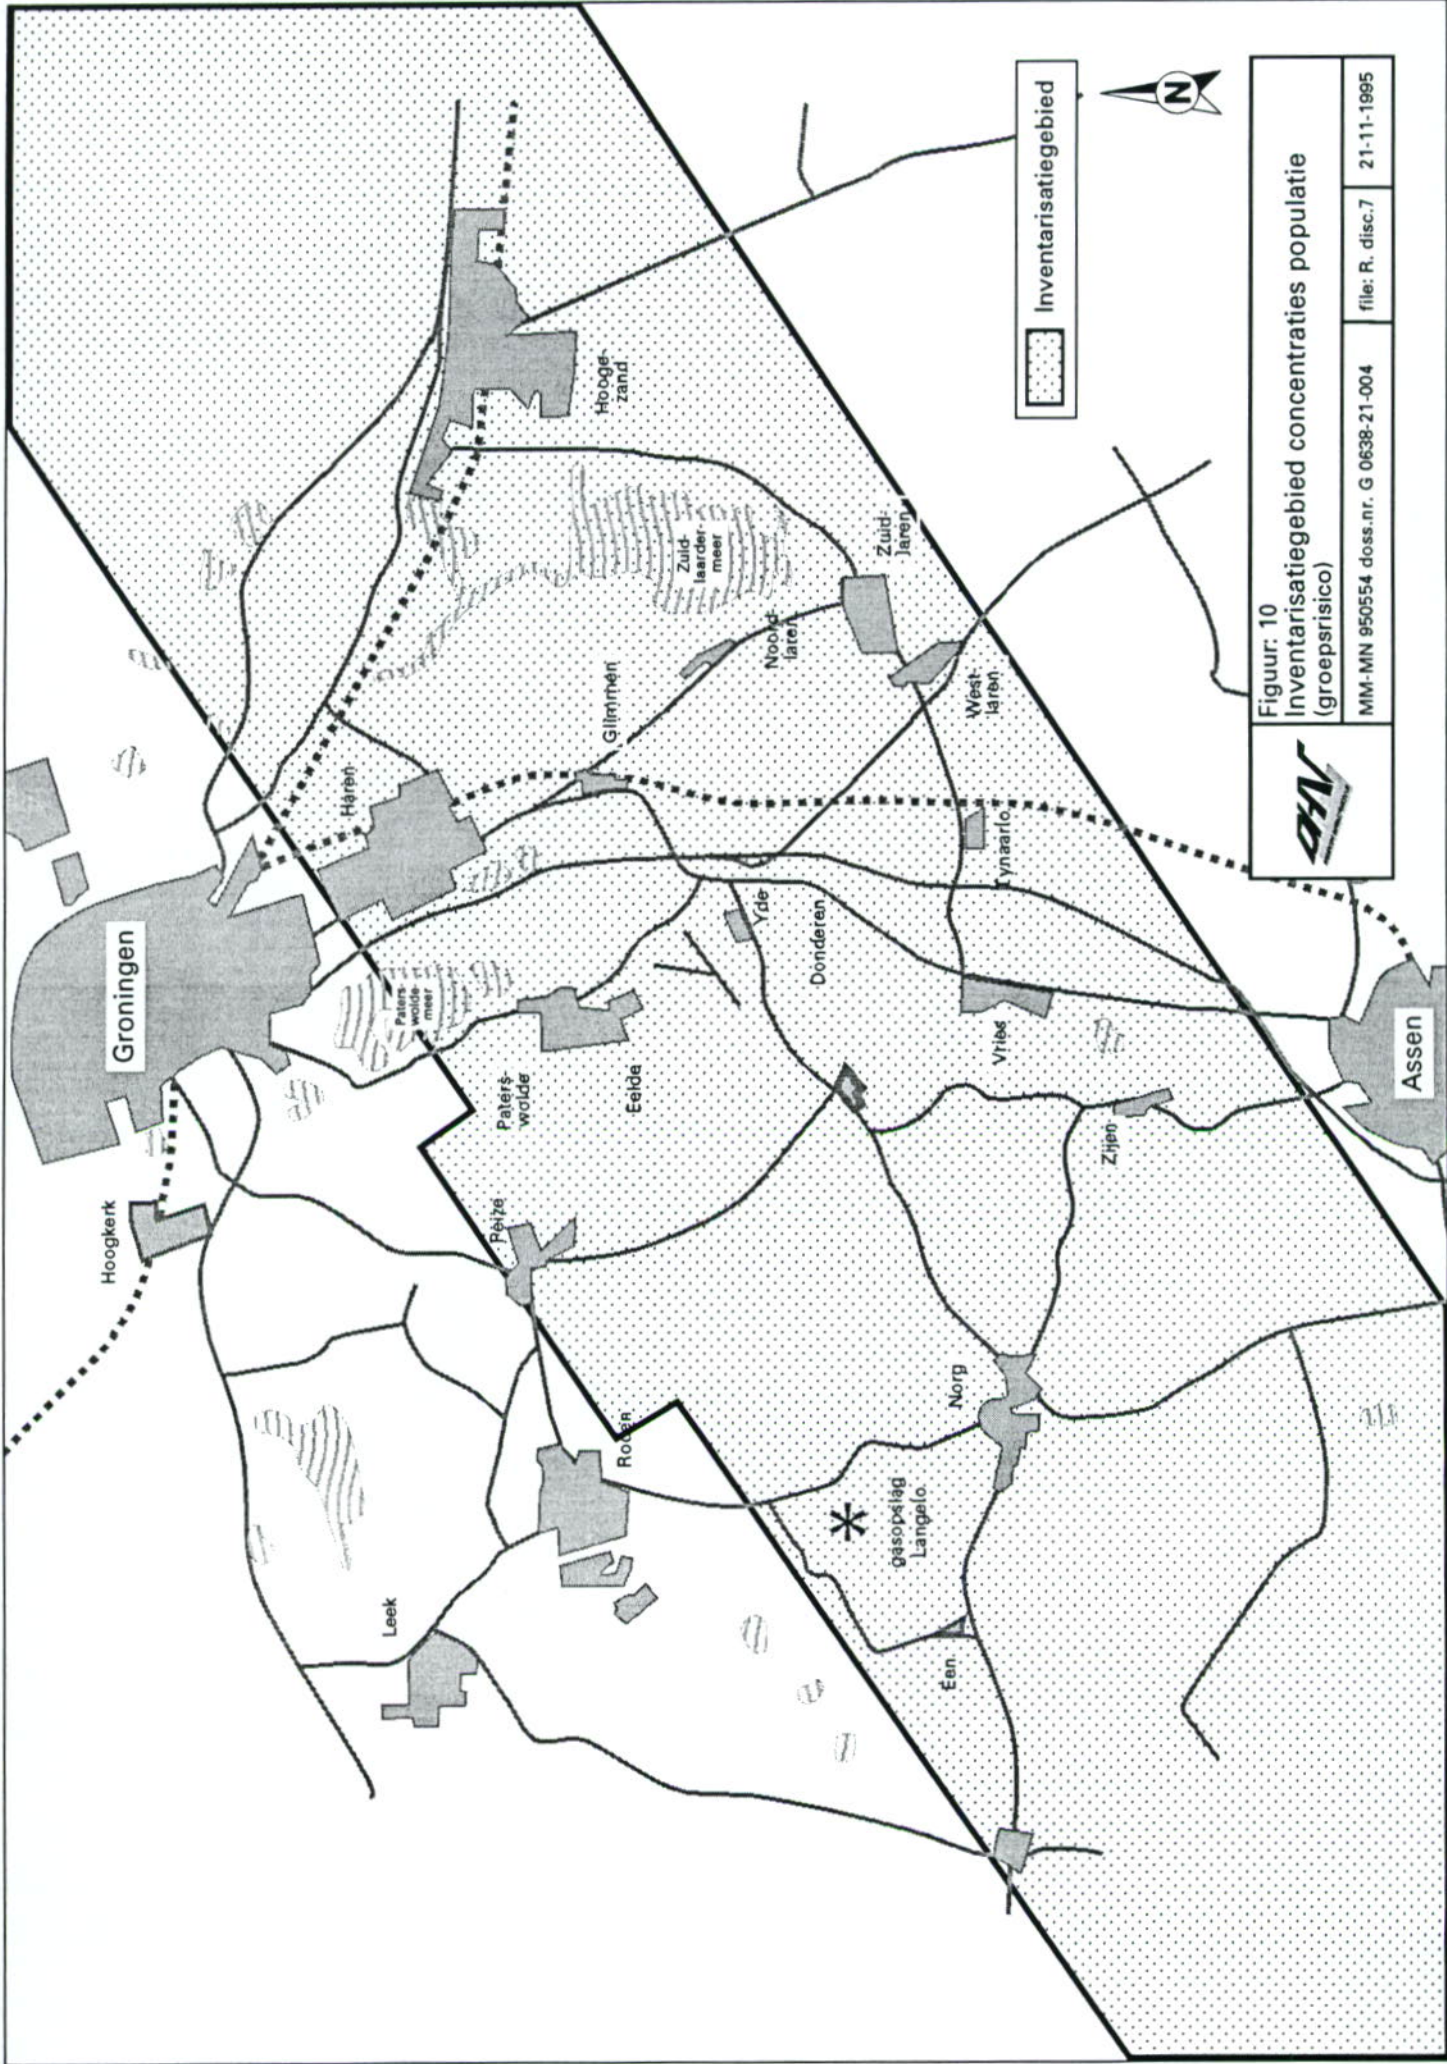 Groningen
Hoogkerk
Leek
Roden
Peize
Paters-
wolde
Eelde
Paters-
wolde-
meer
Haren
Glimmen
Noord-
laren
Zuid-
laarder-
meer
Hooge-
zand
Zuid-
laren
West-
laren
Tynaarlo
Yde
Donderen
Vries
Zijen
Assen
Norg
gasopslag
Langelo
Een
Inventarisatiegebied
N
Figuur: 10
Inventarisatiegebied concentraties populatie
(groepsrisico)
MM-MN 950554 doss.nr. G 0638-21-004
file: R. disc.7
21-11-1995